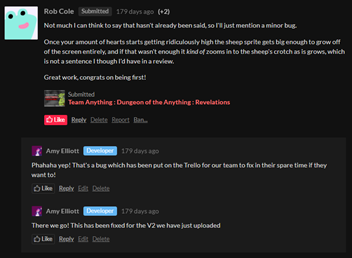 Rob Cole Submitted 179 days ago (+2)
Not much I can think to say that hasn't already been said, so I'll just mention a minor bug.
Once your amount of hearts starts getting ridiculously high the sheep sprite gets big enough to grow off
of the screen entirely, and if that wasn't enough it kind of zooms in to the sheep's crotch as is grows, which
is not a sentence I though I'd have in a review.
Great work, congrats on being first!
Submitted
Team Anything : Dungeon of the Anything : Revelations
Like Reply Delete Report Ban...
Amy Elliott Developer 179 days ago
Phahaha yep! That's a bug which has been put on the Trello for our team to fix in their spare time if they
want to!
Like Reply Edit Delete
Amy Elliott Developer 179 days ago
There we go! This has been fixed for the V2 we have just uploaded
Like Reply Edit Delete